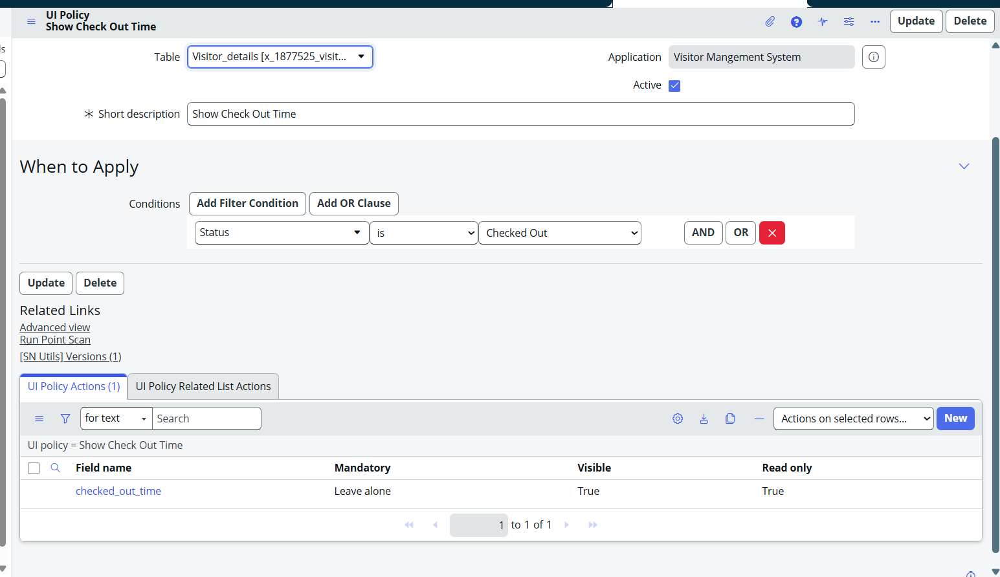 UI Policy
Show Check Out Time
Update
Delete
Table
Visitor_details [x_1877525_visit...
Application
Visitor Mangement System
Active
Short description
Show Check Out Time
When to Apply
Conditions
Add Filter Condition
Add OR Clause
Status
is
Checked Out
AND
OR
Update
Delete
Related Links
Advanced view
Run Point Scan
[SN Utils] Versions (1)
UI Policy Actions (1)
UI Policy Related List Actions
for text
Search
Actions on selected rows...
New
UI policy = Show Check Out Time
Field name Mandatory Visible Read only
checked_out_time Leave alone True True
1 to 1 of 1